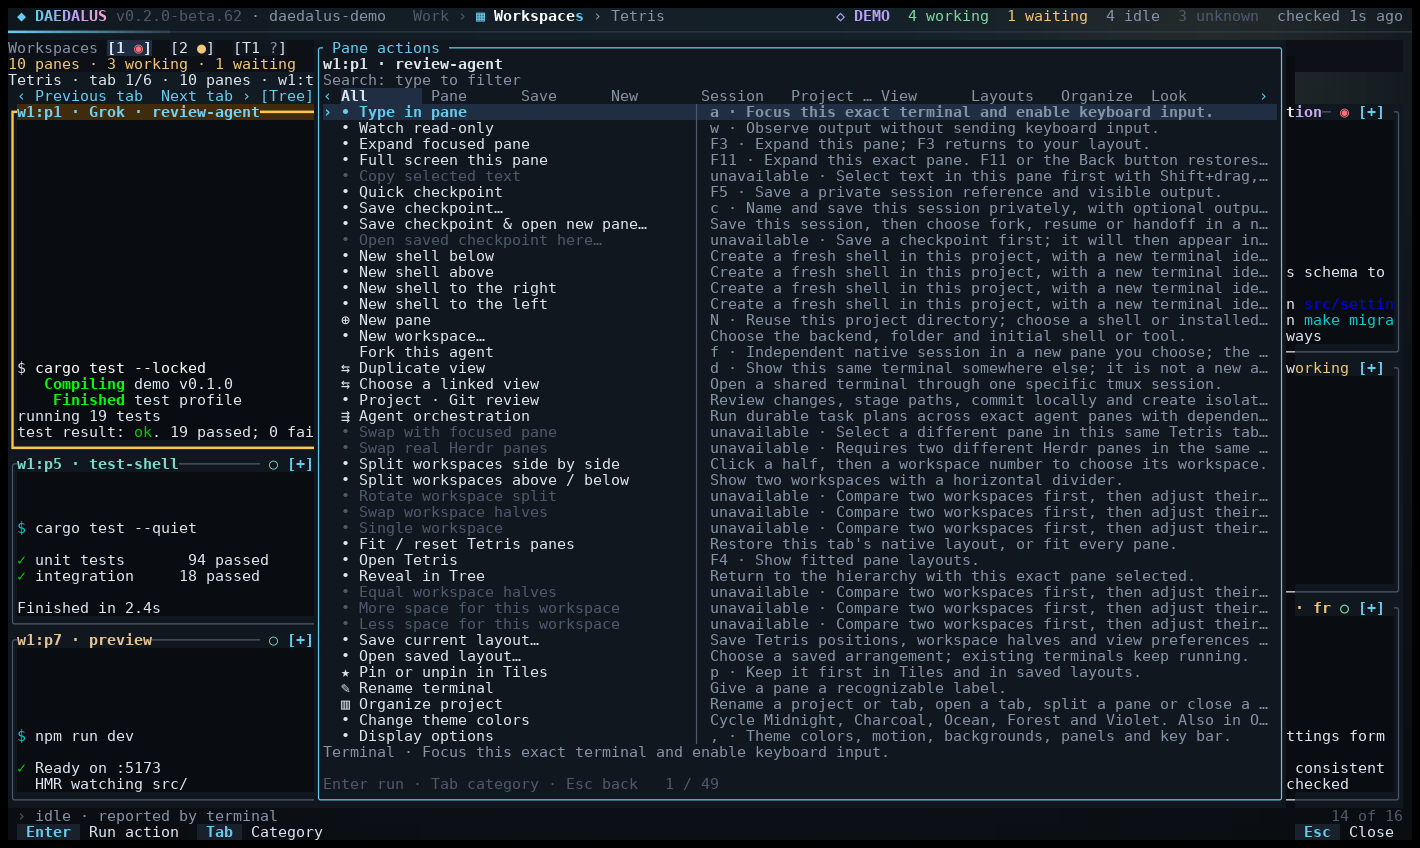 ◆ DAEDALUS v0.2.0-beta.62 · daedalus-demo   Work › ▦ Workspaces › Tetris   ◇ DEMO  4 working  1 waiting  4 idle  3 unknown  checked 1s ago
Workspaces [1 ◉]  [2 ●]  [T1 ?]
10 panes · 3 working · 1 waiting
Tetris · tab 1/6 · 10 panes · w1:t
‹ Previous tab  Next tab › [Tree]
w1:p1 · Grok · review-agent
$ cargo test --locked
Compiling demo v0.1.0
Finished test profile
running 19 tests
test result: ok. 19 passed; 0 fai
w1:p5 · test-shell ○ [+]
$ cargo test --quiet
✓ unit tests       94 passed
✓ integration     18 passed
Finished in 2.4s
w1:p7 · preview ○ [+]
$ npm run dev
✓ Ready on :5173
HMR watching src/
Pane actions
w1:p1 · review-agent
Search: type to filter
‹ All  Pane  Save  New  Session  Project …  View  Layouts  Organize  Look  ›
› • Type in pane  a · Focus this exact terminal and enable keyboard input.
• Watch read-only  w · Observe output without sending keyboard input.
• Expand focused pane  F3 · Expand this pane; F3 returns to your layout.
• Full screen this pane  F11 · Expand this exact pane. F11 or the Back button restores…
• Copy selected text  unavailable · Select text in this pane first with Shift+drag,…
• Quick checkpoint  F5 · Save a private session reference and visible output.
• Save checkpoint…  c · Name and save this session privately, with optional outpu…
• Save checkpoint & open new pane…  Save this session, then choose fork, resume or handoff in a n…
• Open saved checkpoint here…  unavailable · Save a checkpoint first; it will then appear in…
• New shell below  Create a fresh shell in this project, with a new terminal ide…
• New shell above  Create a fresh shell in this project, with a new terminal ide…
• New shell to the right  Create a fresh shell in this project, with a new terminal ide…
• New shell to the left  Create a fresh shell in this project, with a new terminal ide…
⊕ New pane  N · Reuse this project directory; choose a shell or installed…
• New workspace…  Choose the backend, folder and initial shell or tool.
Fork this agent  f · Independent native session in a new pane you choose; the …
⇆ Duplicate view  d · Show this same terminal somewhere else; it is not a new a…
⇆ Choose a linked view  Open a shared terminal through one specific tmux session.
• Project · Git review  Review changes, stage paths, commit locally and create isolat…
⇶ Agent orchestration  Run durable task plans across exact agent panes with dependen…
• Swap with focused pane  unavailable · Select a different pane in this same Tetris tab…
• Swap real Herdr panes  unavailable · Requires two different Herdr panes in the same …
• Split workspaces side by side  Click a half, then a workspace number to choose its workspace.
• Split workspaces above / below  Show two workspaces with a horizontal divider.
• Rotate workspace split  unavailable · Compare two workspaces first, then adjust their…
• Swap workspace halves  unavailable · Compare two workspaces first, then adjust their…
• Single workspace  unavailable · Compare two workspaces first, then adjust their…
• Fit / reset Tetris panes  Restore this tab's native layout, or fit every pane.
• Open Tetris  F4 · Show fitted pane layouts.
• Reveal in Tree  Return to the hierarchy with this exact pane selected.
• Equal workspace halves  unavailable · Compare two workspaces first, then adjust their…
• More space for this workspace  unavailable · Compare two workspaces first, then adjust their…
• Less space for this workspace  unavailable · Compare two workspaces first, then adjust their…
• Save current layout…  Save Tetris positions, workspace halves and view preferences …
• Open saved layout…  Choose a saved arrangement; existing terminals keep running.
★ Pin or unpin in Tiles  p · Keep it first in Tiles and in saved layouts.
✎ Rename terminal  Give a pane a recognizable label.
▥ Organize project  Rename a project or tab, open a tab, split a pane or close a …
• Change theme colors  Cycle Midnight, Charcoal, Ocean, Forest and Violet. Also in O…
• Display options  , · Theme colors, motion, backgrounds, panels and key bar.
Terminal · Focus this exact terminal and enable keyboard input.
Enter run · Tab category · Esc back   1 / 49
tion ◉ [+]
s schema to
n src/settin
n make migra
ways
working [+]
· fr ○ [+]
ttings form
consistent
checked
› idle · reported by terminal  14 of 16
Enter Run action  Tab Category  Esc Close